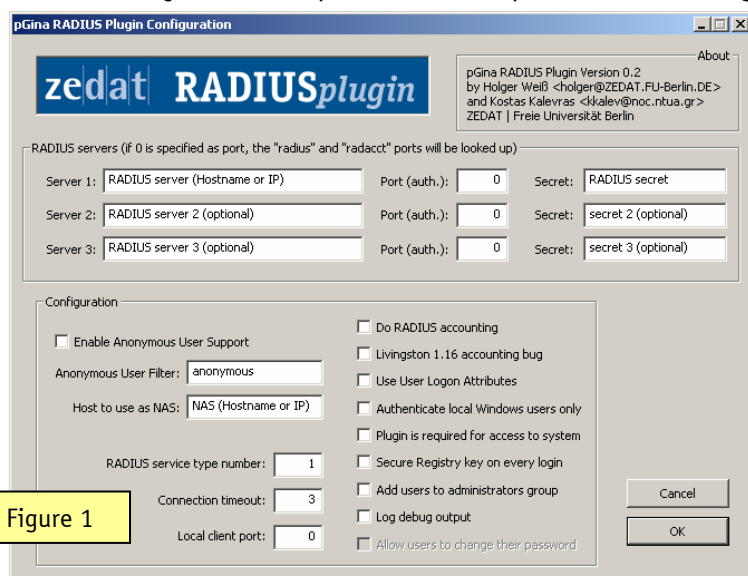 pGina RADIUS Plugin Configuration
zedat RADIUSplugin
About
pGina RADIUS Plugin Version 0.2
by Holger Weiß <holger@ZEDAT.FU-Berlin.DE>
and Kostas Kalevras <kkalev@noc.ntua.gr>
ZEDAT | Freie Universität Berlin
RADIUS servers (if 0 is specified as port, the "radius" and "radacct" ports will be looked up)
Server 1: RADIUS server (Hostname or IP) Port (auth.): 0 Secret: RADIUS secret
Server 2: RADIUS server 2 (optional) Port (auth.): 0 Secret: secret 2 (optional)
Server 3: RADIUS server 3 (optional) Port (auth.): 0 Secret: secret 3 (optional)
Configuration
Enable Anonymous User Support
Anonymous User Filter: anonymous
Host to use as NAS: NAS (Hostname or IP)
RADIUS service type number: 1
Connection timeout: 3
Local client port: 0
Do RADIUS accounting
Livingston 1.16 accounting bug
Use User Logon Attributes
Authenticate local Windows users only
Plugin is required for access to system
Secure Registry key on every login
Add users to administrators group
Log debug output
Allow users to change their password
Cancel
OK
Figure 1